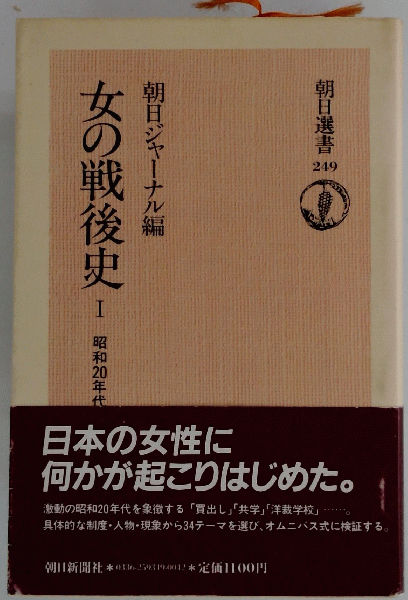 朝日選書
249
朝日ジャーナル編
女の戦後史
I
昭和20年代
日本の女性に
何かが起こりはじめた。
激動の昭和20年代を象徴する「買出し」「共学」「洋裁学校」……。
具体的な制度・人物・現象から34テーマを選び、オムニバス式に検証する。
朝日新聞社＊0336-259349-0042＊定価1100円